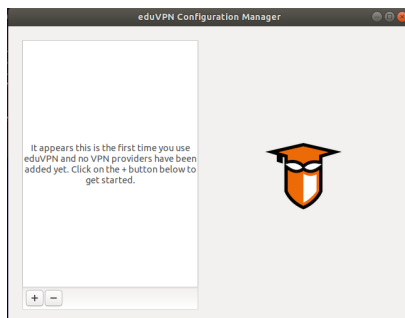 eduVPN Configuration Manager
It appears this is the first time you use
eduVPN and no VPN providers have been
added yet. Click on the + button below to
get started.
+ −